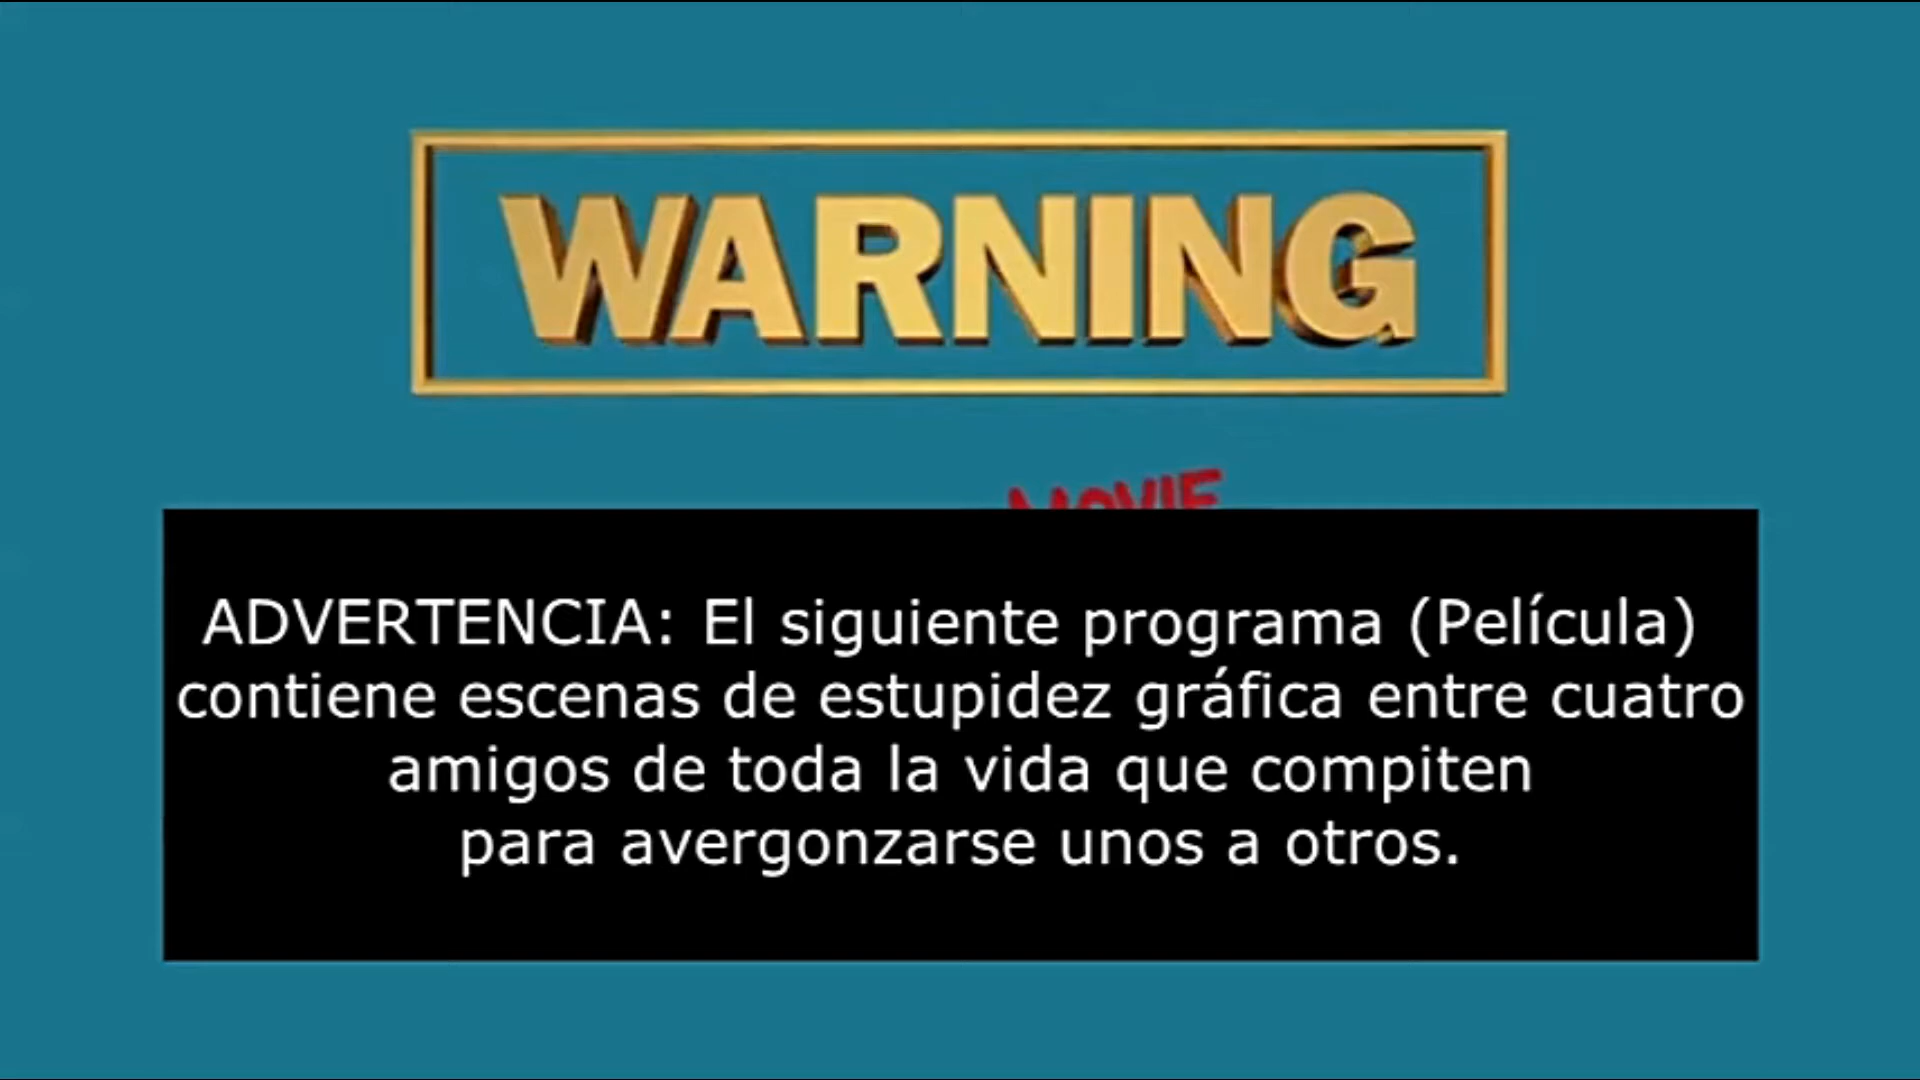 WARNING
MOVIE
ADVERTENCIA: El siguiente programa (Película)
contiene escenas de estupidez gráfica entre cuatro
amigos de toda la vida que compiten
para avergonzarse unos a otros.